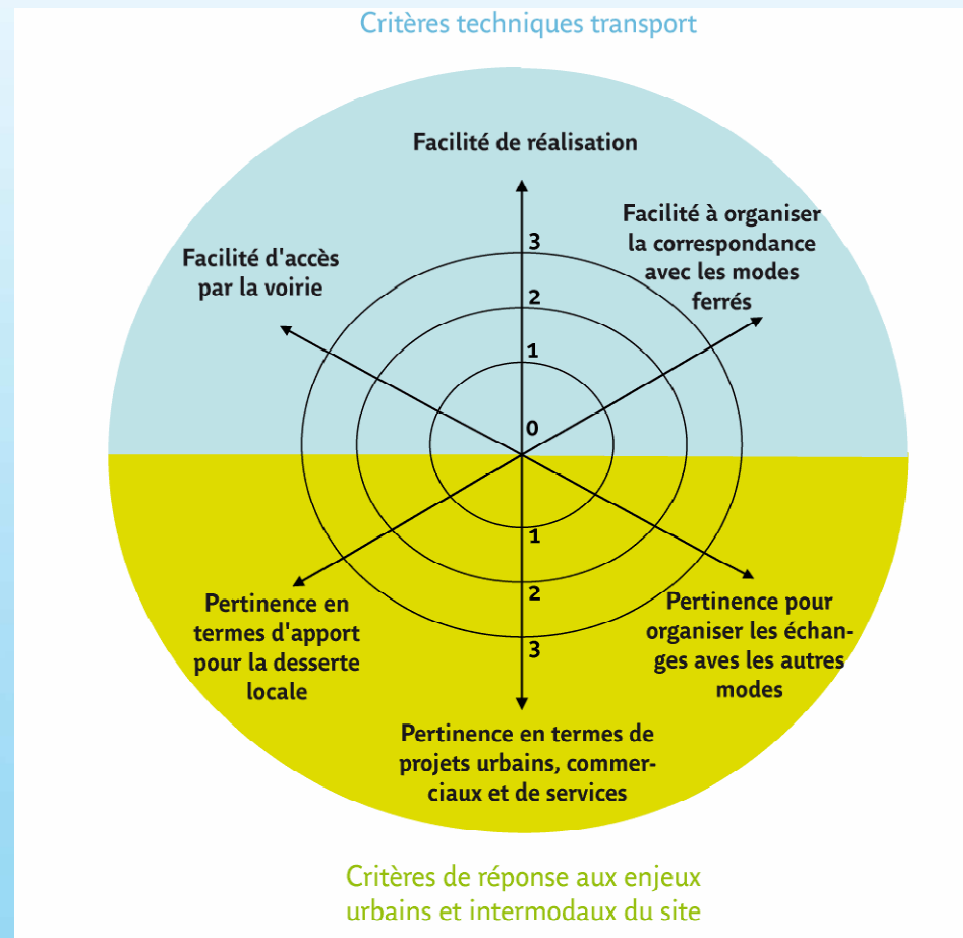 Critères techniques transport
Facilité de réalisation
Facilité à organiser
la correspondance
avec les modes
ferrés
Facilité d'accès
par la voirie
3
2
1
0
1
2
3
Pertinence en
termes d'apport
pour la desserte
locale
Pertinence pour
organiser les échan-
ges aves les autres
modes
Pertinence en termes de
projets urbains, commer-
ciaux et de services
Critères de réponse aux enjeux
urbains et intermodaux du site